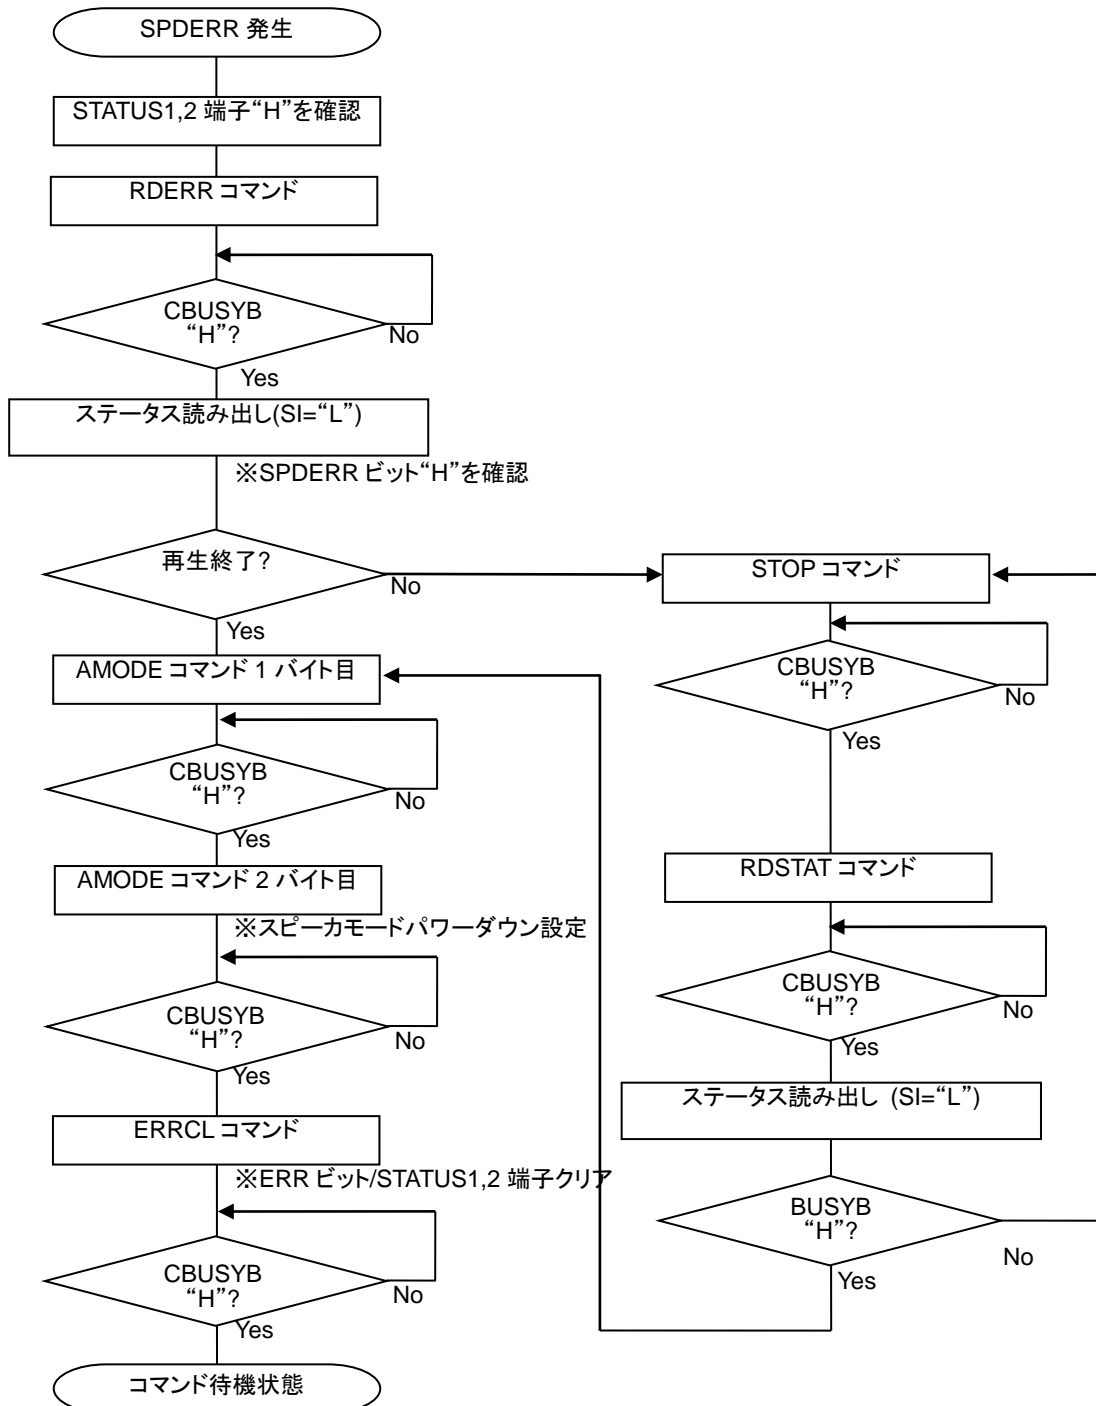 SPDERR 発生
STATUS1,2 端子“H”を確認
RDERR コマンド
CBUSYB
“H”?
No
Yes
ステータス読み出し(SI=“L”)
※SPDERR ビット“H”を確認
再生終了?
No
Yes
AMODE コマンド 1 バイト目
CBUSYB
“H”?
No
Yes
AMODE コマンド 2 バイト目
※スピーカモードパワーダウン設定
CBUSYB
“H”?
No
Yes
ERRCL コマンド
※ERR ビット/STATUS1,2 端子クリア
CBUSYB
“H”?
No
Yes
コマンド待機状態
STOP コマンド
CBUSYB
“H”?
No
Yes
RDSTAT コマンド
CBUSYB
“H”?
No
Yes
ステータス読み出し (SI=“L”)
BUSYB
“H”?
No
Yes